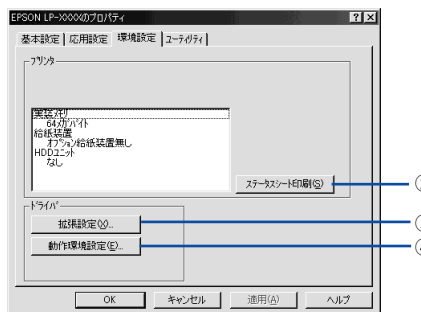 EPSON LP-XXXXのプロパティ
基本設定 応用設定 環境設定 ユーティリティ
プリンタ
実装メモリ
64メガバイト
給紙装置
オプション給紙装置無し
HDDユニット
なし
ステータスシート印刷(S)
ドライバ
拡張設定(X)...
動作環境設定(E)...
OK キャンセル 適用(A) ヘルプ